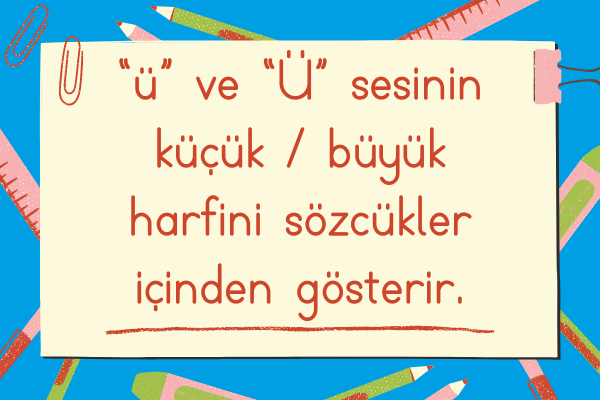 "ü" ve "Ü" sesinin
küçük / büyük
harfini sözcükler
içinden gösterir.